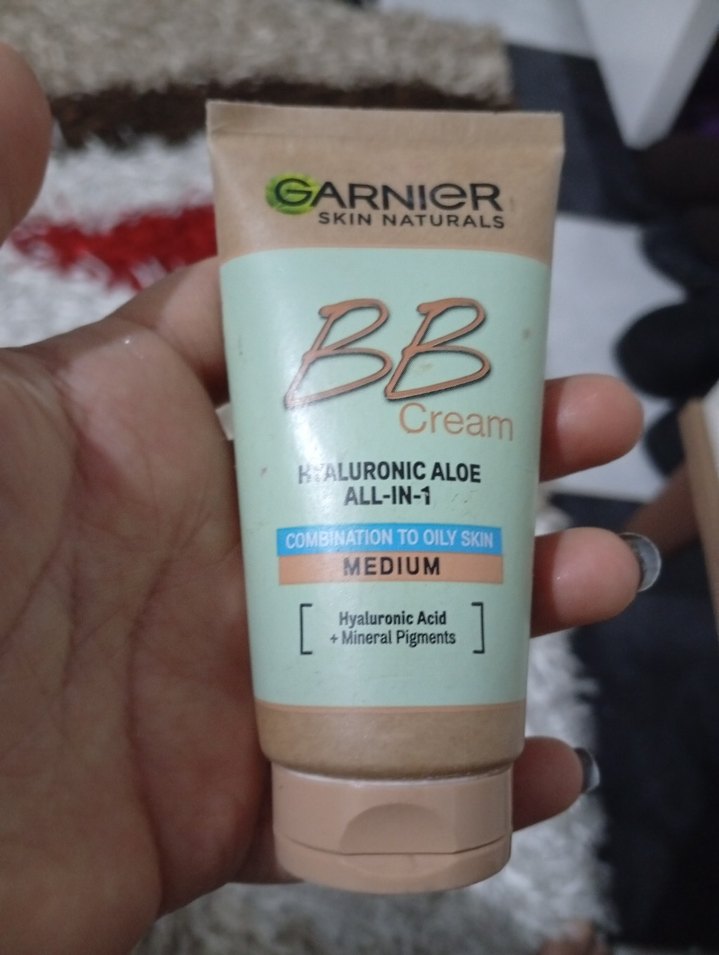 GARNIER
SKIN NATURALS
BB
Cream
HYALURONIC ALOE
ALL-IN-1
COMBINATION TO OILY SKIN
MEDIUM
Hyaluronic Acid
+ Mineral Pigments